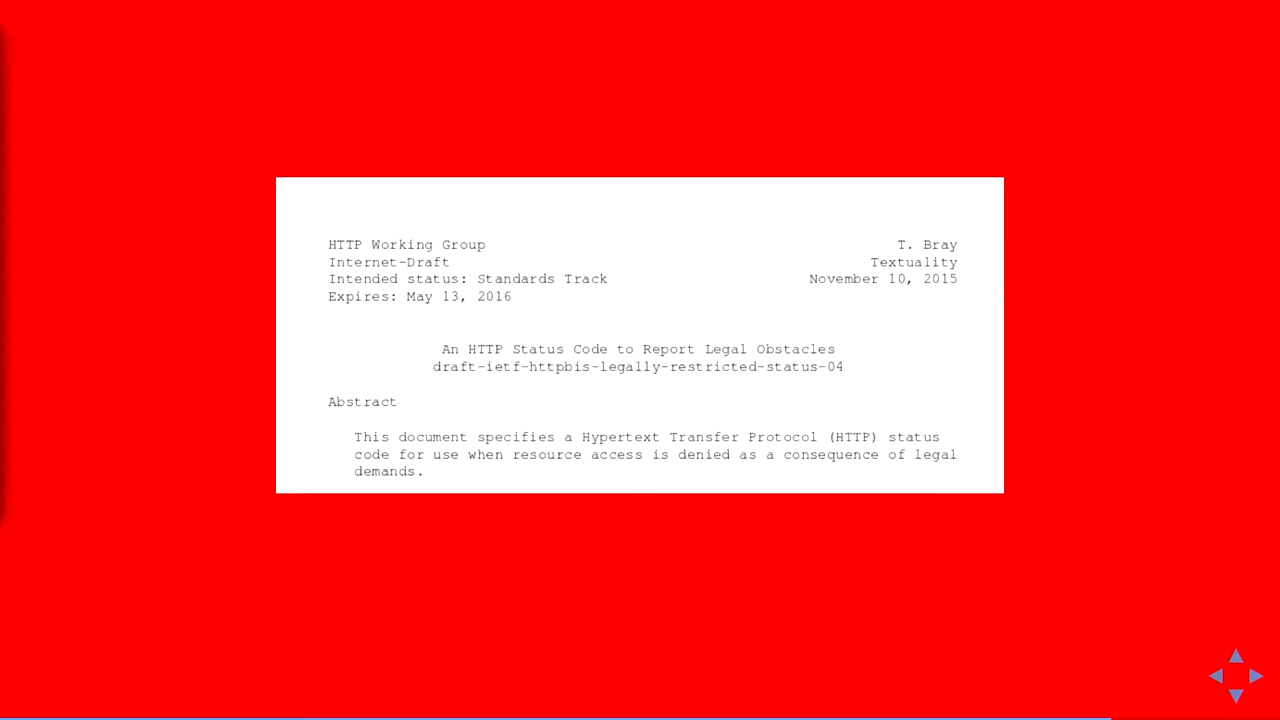 HTTP Working Group T. Bray
Internet-Draft Textuality
Intended status: Standards Track November 10, 2015
Expires: May 13, 2016
An HTTP Status Code to Report Legal Obstacles
draft-ietf-httpbis-legally-restricted-status-04
Abstract
This document specifies a Hypertext Transfer Protocol (HTTP) status
code for use when resource access is denied as a consequence of legal
demands.